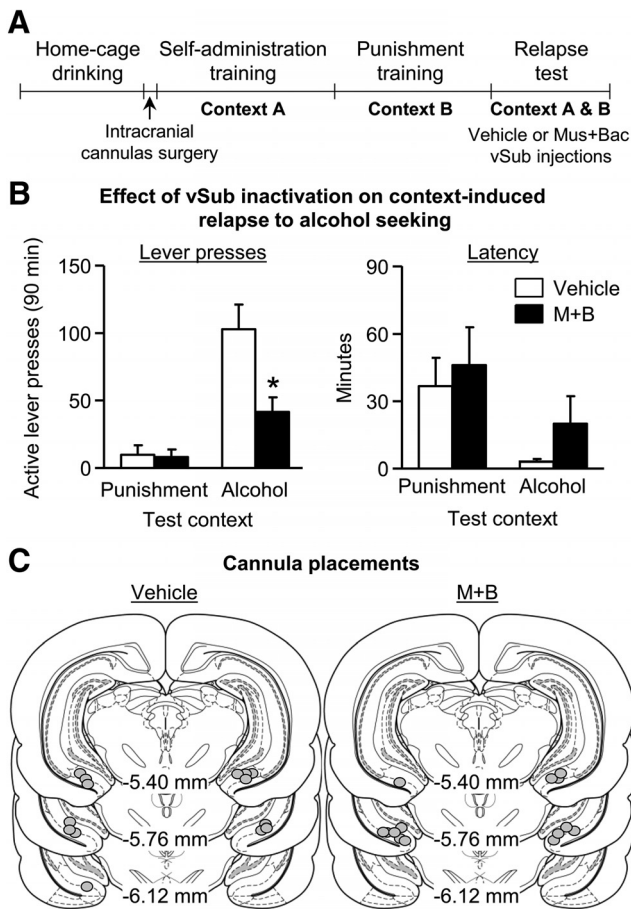 A
Home-cage drinking
Self-administration training
Punishment training
Relapse test
Context A
Context B
Context A & B
Intracranial cannulas surgery
Vehicle or Mus+Bac vSub injections
B
Effect of vSub inactivation on context-induced
relapse to alcohol seeking
Lever presses
Active lever presses (90 min)
150
100
50
0
*
Punishment
Alcohol
Test context
Latency
Minutes
90
60
30
0
Vehicle
M+B
Punishment
Alcohol
Test context
C
Cannula placements
Vehicle
M+B
-5.40 mm
-5.40 mm
-5.76 mm
-5.76 mm
-6.12 mm
-6.12 mm